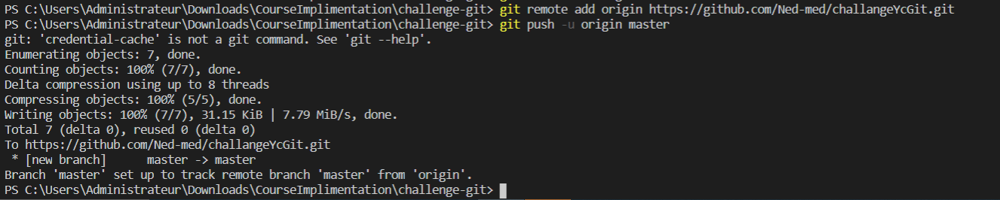 PS C:\Users\Administrateur\Downloads\CourseImplimentation\challenge-git> git remote add origin https://github.com/Ned-med/challangeYcGit.git
PS C:\Users\Administrateur\Downloads\CourseImplimentation\challenge-git> git push -u origin master
git: 'credential-cache' is not a git command. See 'git --help'.
Enumerating objects: 7, done.
Counting objects: 100% (7/7), done.
Delta compression using up to 8 threads
Compressing objects: 100% (5/5), done.
Writing objects: 100% (7/7), 31.15 KiB | 7.79 MiB/s, done.
Total 7 (delta 0), reused 0 (delta 0)
To https://github.com/Ned-med/challangeYcGit.git
 * [new branch]      master -> master
Branch 'master' set up to track remote branch 'master' from 'origin'.
PS C:\Users\Administrateur\Downloads\CourseImplimentation\challenge-git>